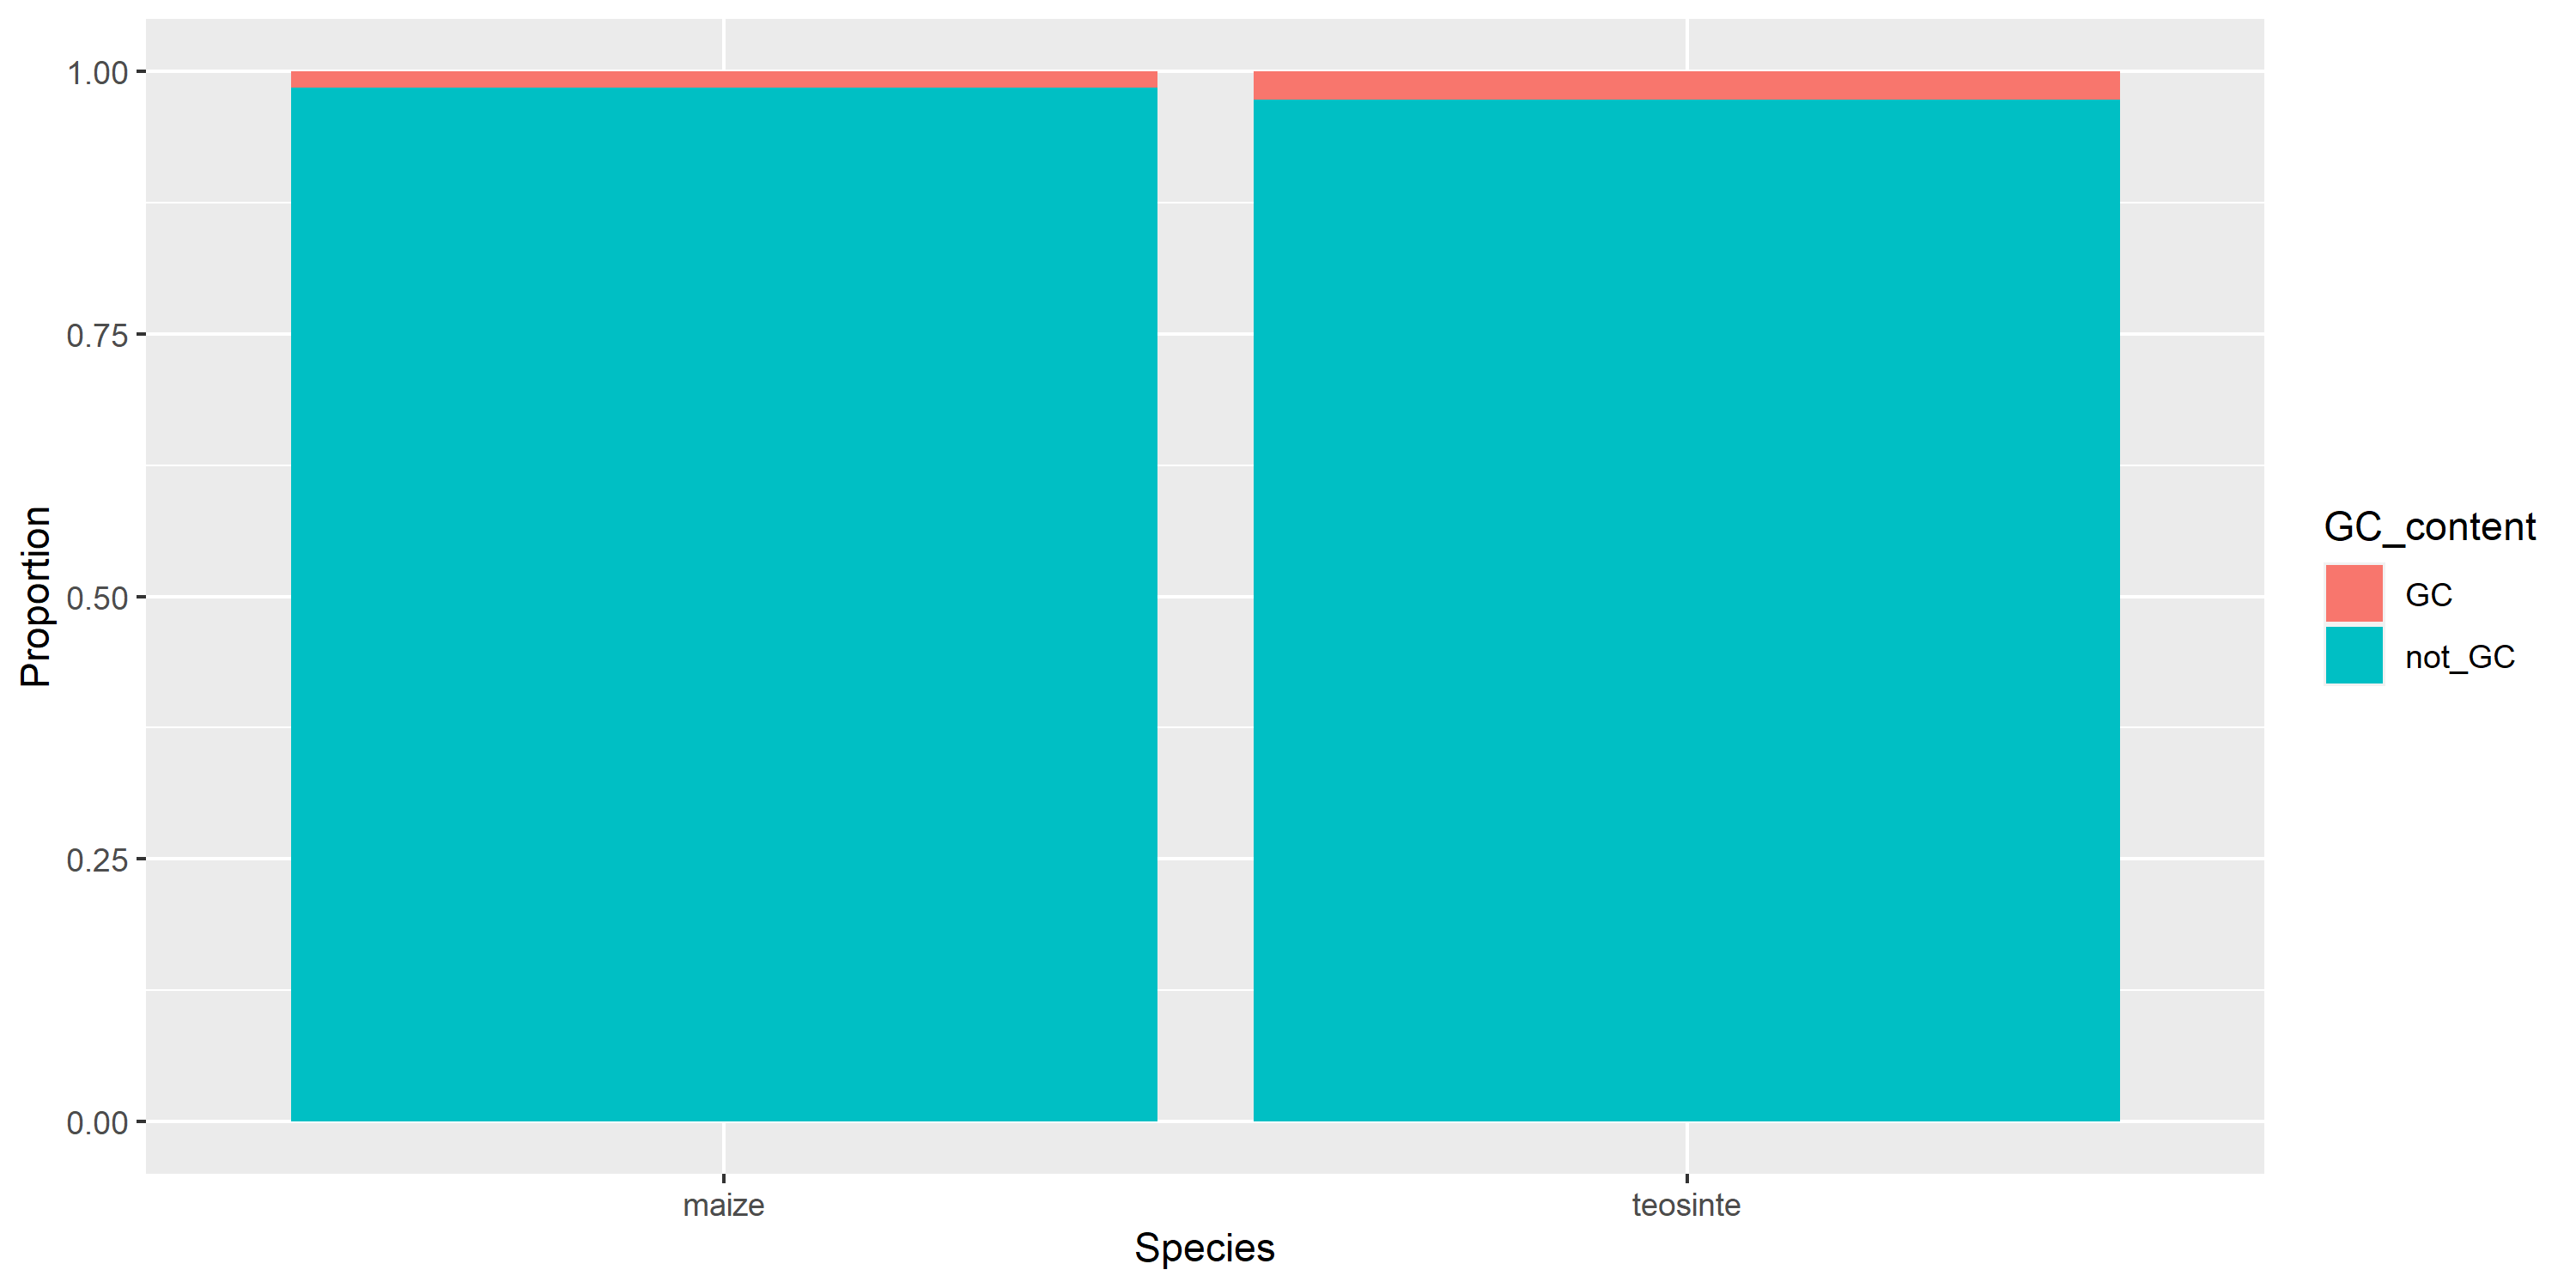 1.00
0.75
0.50
0.25
0.00
Proportion
maize
teosinte
Species
GC_content
GC
not_GC